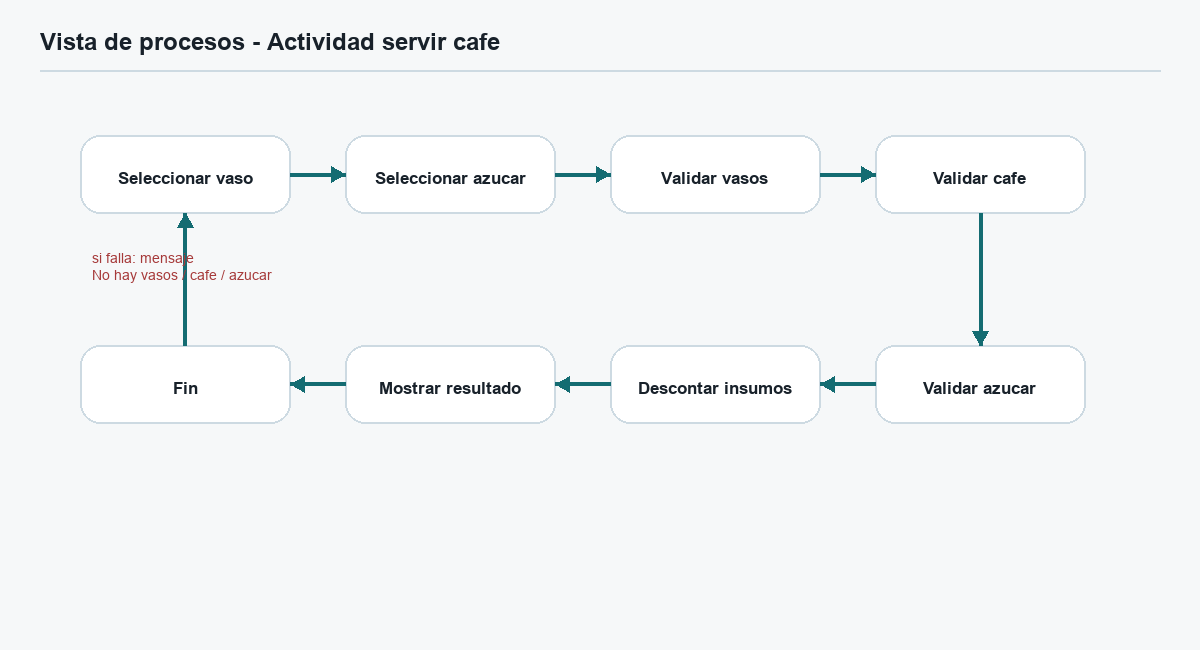 Vista de procesos - Actividad servir cafe
Seleccionar vaso
Seleccionar azucar
Validar vasos
Validar cafe
si falla: mensaje
No hay vasos / cafe / azucar
Fin
Mostrar resultado
Descontar insumos
Validar azucar